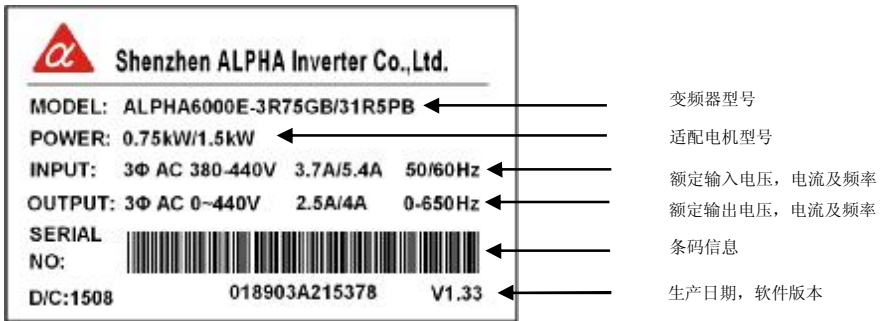 α Shenzhen ALPHA Inverter Co.,Ltd.
MODEL: ALPHA6000E-3R75GB/31R5PB
变频器型号
POWER: 0.75kW/1.5kW
适配电机型号
INPUT: 3Φ AC 380-440V 3.7A/5.4A 50/60Hz
额定输入电压，电流及频率
OUTPUT: 3Φ AC 0~440V 2.5A/4A 0-650Hz
额定输出电压，电流及频率
SERIAL
NO:
条码信息
D/C:1508 018903A215378 V1.33
生产日期，软件版本